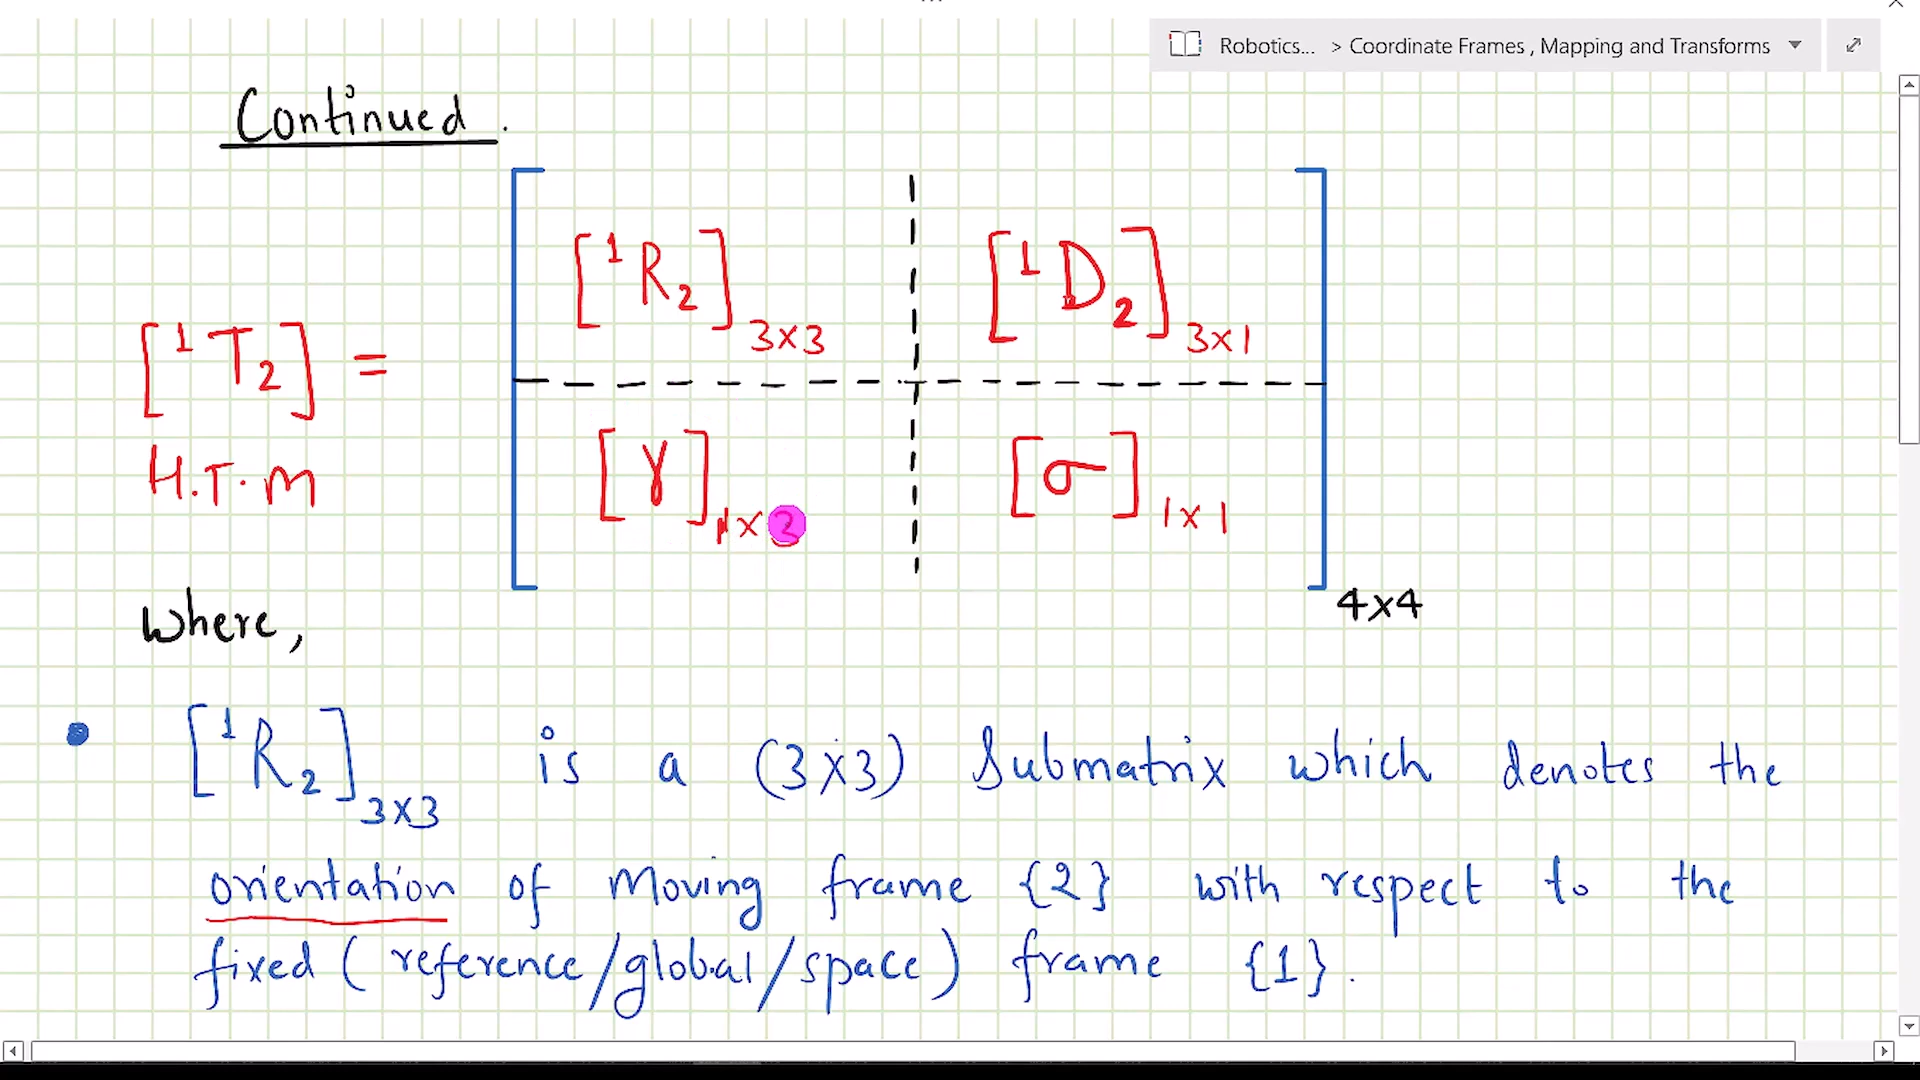 Robotics... > Coordinate Frames , Mapping and Transforms
Continued.
[¹T₂] =
H.T.M
[¹R₂]₃ₓ₃ [¹D₂]₃ₓ₁
[γ] [σ]₁ₓ₁
4x4
where,
• [¹R₂]₃ₓ₃ is a (3x3) Submatrix which denotes the
orientation of moving frame {2} with respect to the
fixed (reference/global/space) frame {1}.